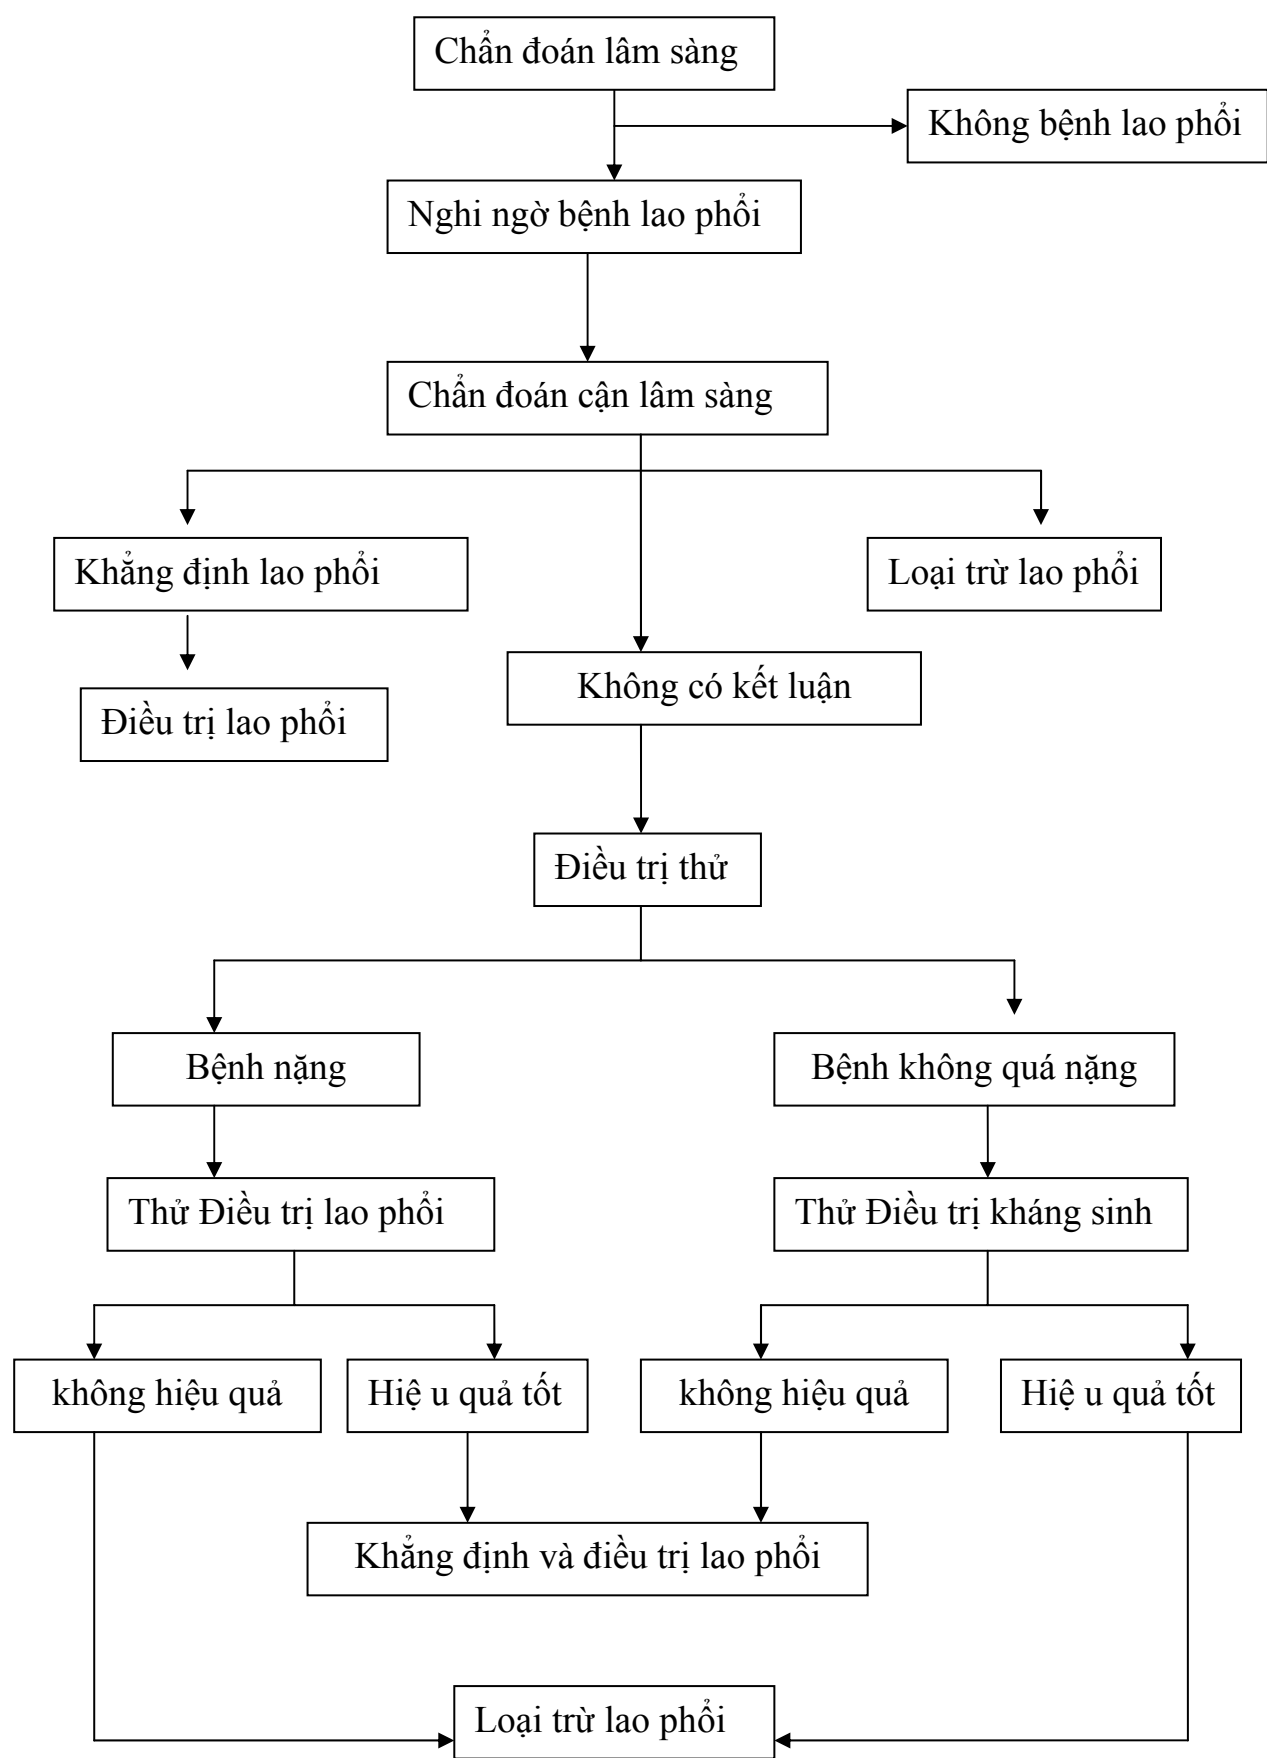 Chẩn đoán lâm sàng
Không bệnh lao phổi
Nghi ngờ bệnh lao phổi
Chẩn đoán cận lâm sàng
Khẳng định lao phổi
Loại trừ lao phổi
Không có kết luận
Điều trị lao phổi
Điều trị thử
Bệnh nặng
Bệnh không quá nặng
Thử Điều trị lao phổi
Thử Điều trị kháng sinh
không hiệu quả
Hiệ u quả tốt
không hiệu quả
Hiệ u quả tốt
Khẳng định và điều trị lao phổi
Loại trừ lao phổi